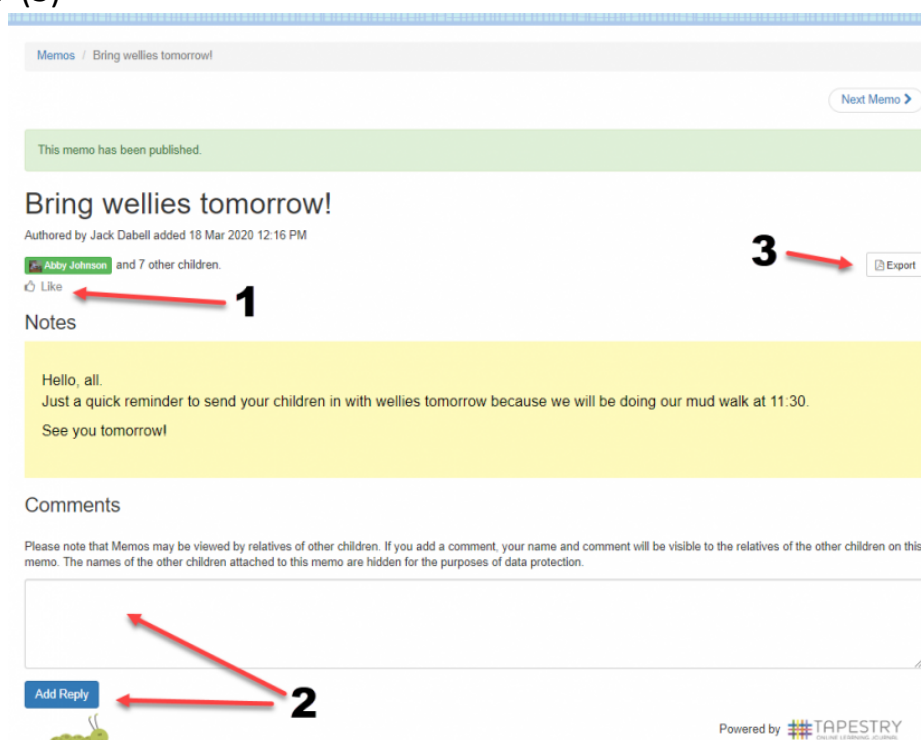 (3)
Memos / Bring wellies tomorrow!
Next Memo
This memo has been published.
Bring wellies tomorrow!
Authored by Jack Dabell added 18 Mar 2020 12:16 PM
Abby Johnson and 7 other children.
3
Export
Like
1
Notes
Hello, all.
Just a quick reminder to send your children in with wellies tomorrow because we will be doing our mud walk at 11:30.
See you tomorrow!
Comments
Please note that Memos may be viewed by relatives of other children. If you add a comment, your name and comment will be visible to the relatives of the other children on this
memo. The names of the other children attached to this memo are hidden for the purposes of data protection.
Add Reply
2
Powered by TAPESTRY
ONLINE LEARNING JOURNAL